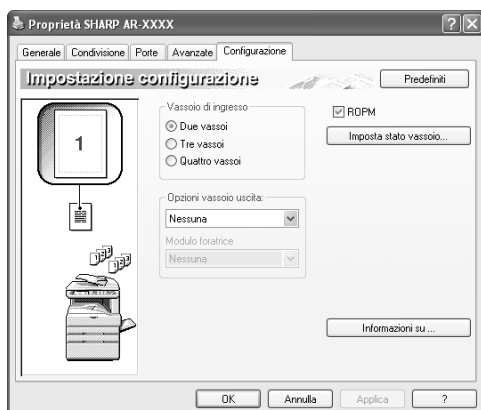 Proprietà SHARP AR-XXXX
Generale Condivisione Porte Avanzate Configurazione
Impostazione configurazione
Predefiniti
1
123
123
Vassoio di ingresso
Due vassoi
Tre vassoi
Quattro vassoi
ROPM
Imposta stato vassoio...
Opzioni vassoio uscita:
Nessuna
Modulo foratrice
Nessuna
Informazioni su ...
OK Annulla Applica ?